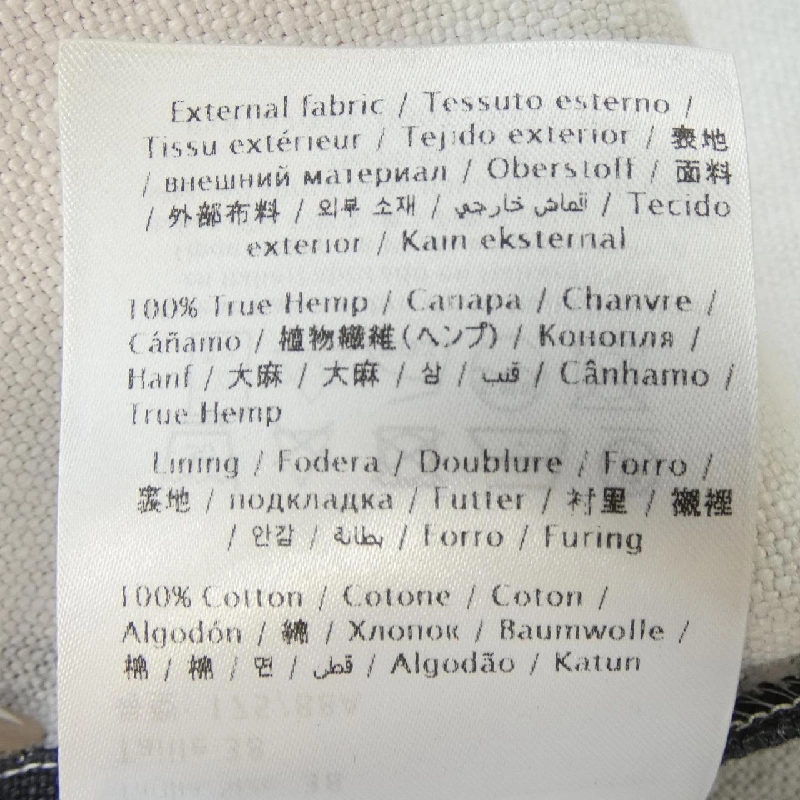 External fabric / Tessuto esterno /
Tissu extérieur / Tejido exterior / 表地
/ внешний материал / Oberstoff / 面料
/ 外部布料 / 외부 소재 / قماش خارجي / Tecido
exterior / Kain eksternal
100% True Hemp / Canapa / Chanvre /
Cáñamo / 植物繊維(ヘンプ) / Конопля /
Hanf / 大麻 / 大麻 / 삼 / قنب / Cânhamo /
True Hemp
Lining / Fodera / Doublure / Forro /
裏地 / подкладка / Futter / 衬里 / 襯裡
/ 안감 / بطانة / Forro / Furing
100% Cotton / Cotone / Coton /
Algodón / 綿 / Хлопок / Baumwolle /
棉 / 棉 / 면 / قطن / Algodão / Katun